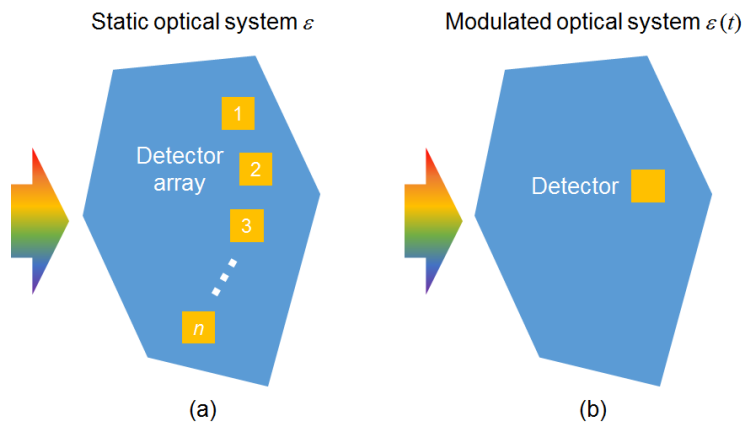 Static optical system ε
Modulated optical system ε(t)
1
Detector
array
2
3
n
Detector
(a)
(b)